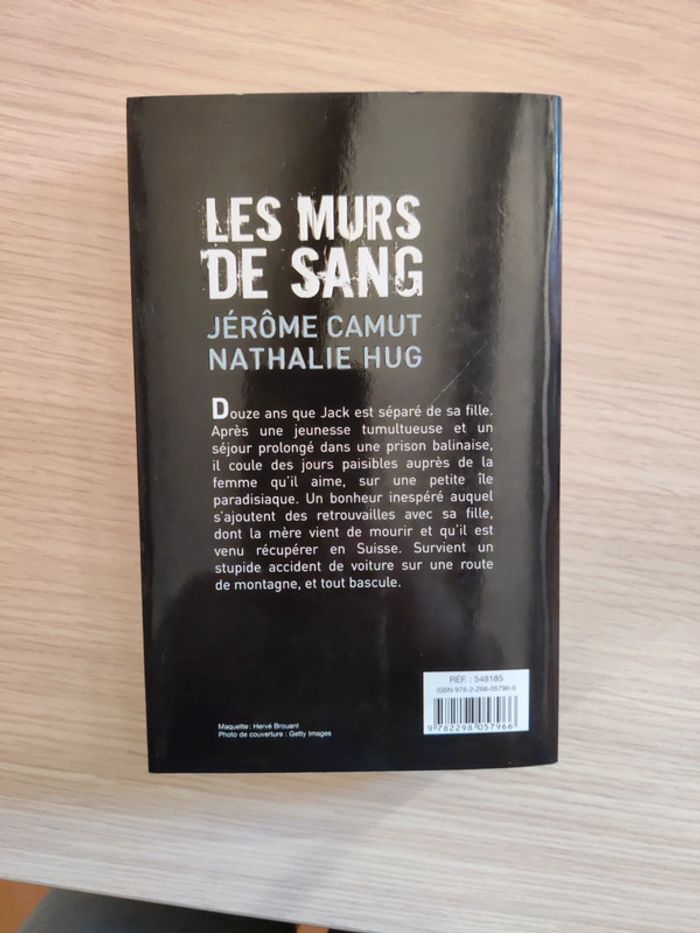 LES MURS
DE SANG
JÉRÔME CAMUT
NATHALIE HUG
Douze ans que Jack est séparé de sa fille.
Après une jeunesse tumultueuse et un
séjour prolongé dans une prison balinaise,
il coule des jours paisibles auprès de la
femme qu'il aime, sur une petite île
paradisiaque. Un bonheur inespéré auquel
s'ajoutent des retrouvailles avec sa fille,
dont la mère vient de mourir et qu'il est
venu récupérer en Suisse. Survient un
stupide accident de voiture sur une route
de montagne, et tout bascule.
RÉF. : 548185
ISBN 978-2-298-05796-6
9 782298 057966
Maquette : Hervé Brouant
Photo de couverture : Getty Images